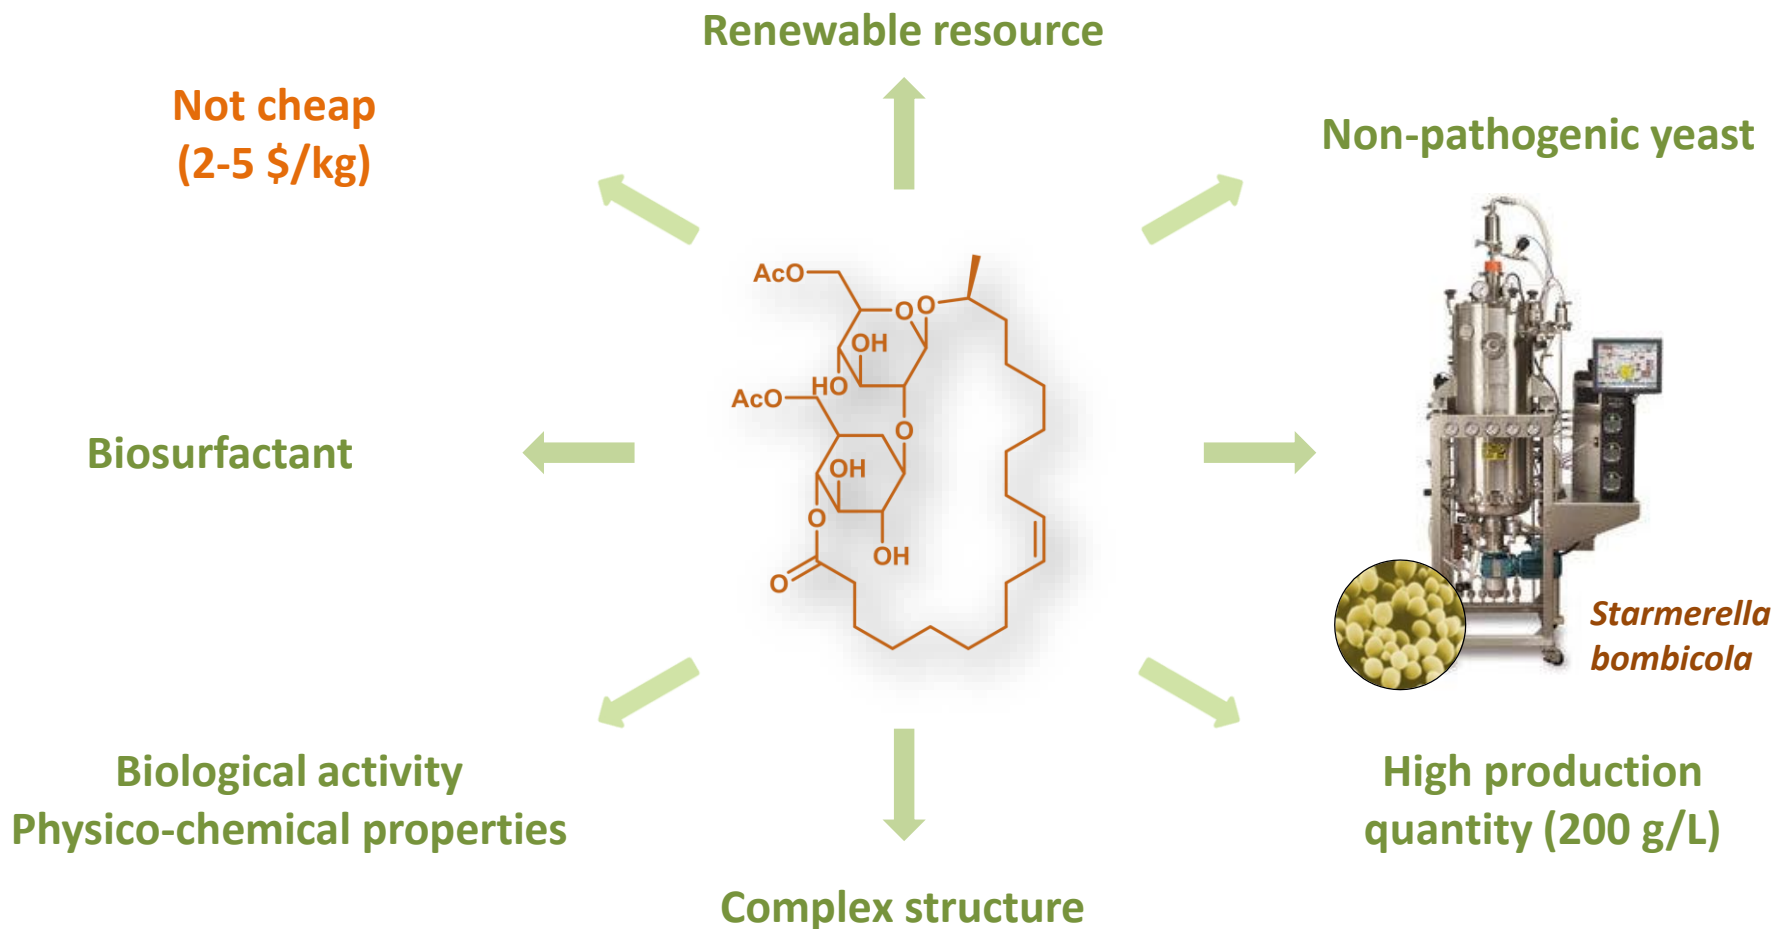 Renewable resource
Not cheap
(2-5 $/kg)
Non-pathogenic yeast
AcO
O
O
OH
HO
AcO
O
OH
O
OH
O
Biosurfactant
Starmerella
bombicola
Biological activity
Physico-chemical properties
High production
quantity (200 g/L)
Complex structure